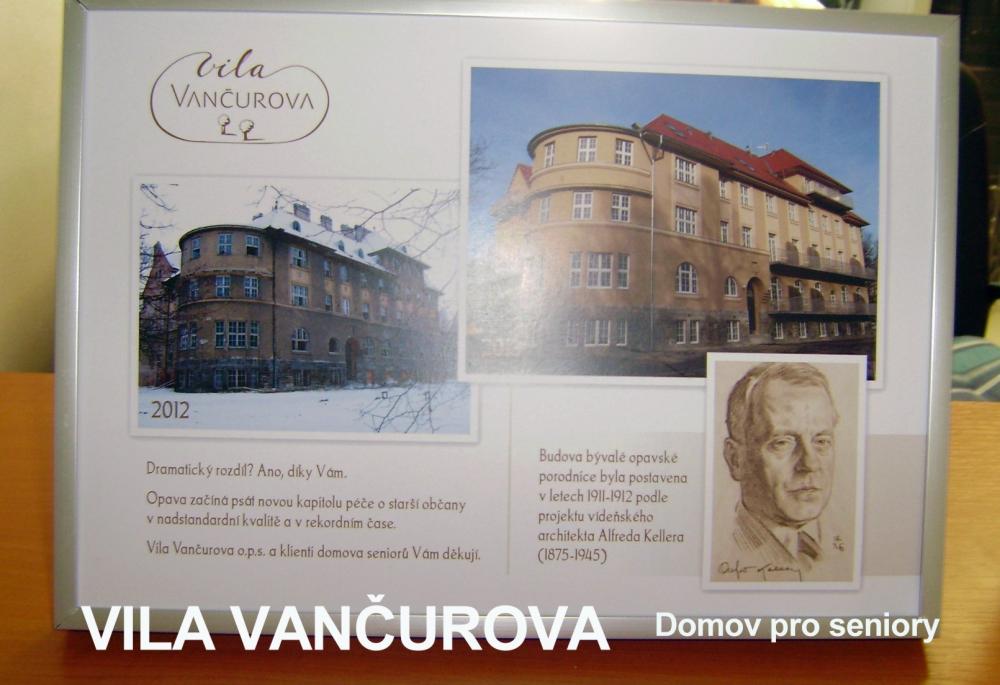 vila
VANČUROVA
2012
Dramatický rozdíl? Ano, díky Vám.
Opava začíná psát novou kapitolu péče o starší občany
v nadstandardní kvalitě a v rekordním čase.
Vila Vančurova o.p.s. a klienti domova seniorů Vám děkují.
Budova bývalé opavské
porodnice byla postavena
v letech 1911-1912 podle
projektu vídeňského
architekta Alfreda Kellera
(1875-1945)
VILA VANČUROVA
Domov pro seniory